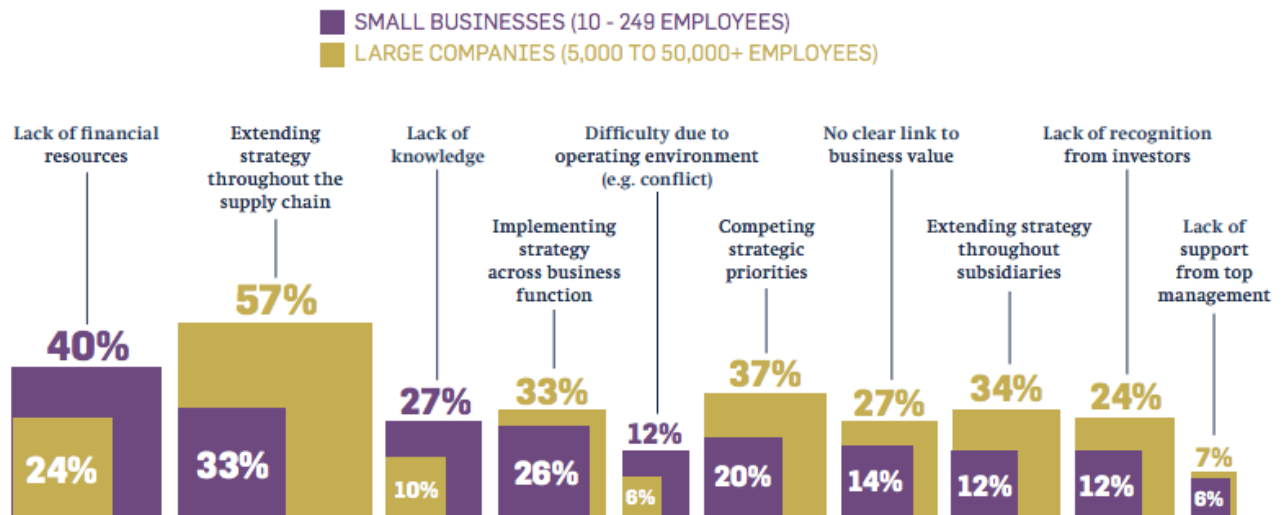 SMALL BUSINESSES (10 - 249 EMPLOYEES)
LARGE COMPANIES (5,000 TO 50,000+ EMPLOYEES)
Lack of financial
resources
40%
24%
Extending
strategy
throughout the
supply chain
57%
33%
Lack of
knowledge
27%
10%
Implementing
strategy
across business
function
33%
26%
Difficulty due to
operating environment
(e.g. conflict)
12%
6%
Competing
strategic
priorities
37%
20%
No clear link to
business value
27%
14%
Extending strategy
throughout
subsidiaries
34%
12%
Lack of recognition
from investors
24%
12%
Lack of
support
from top
management
7%
6%